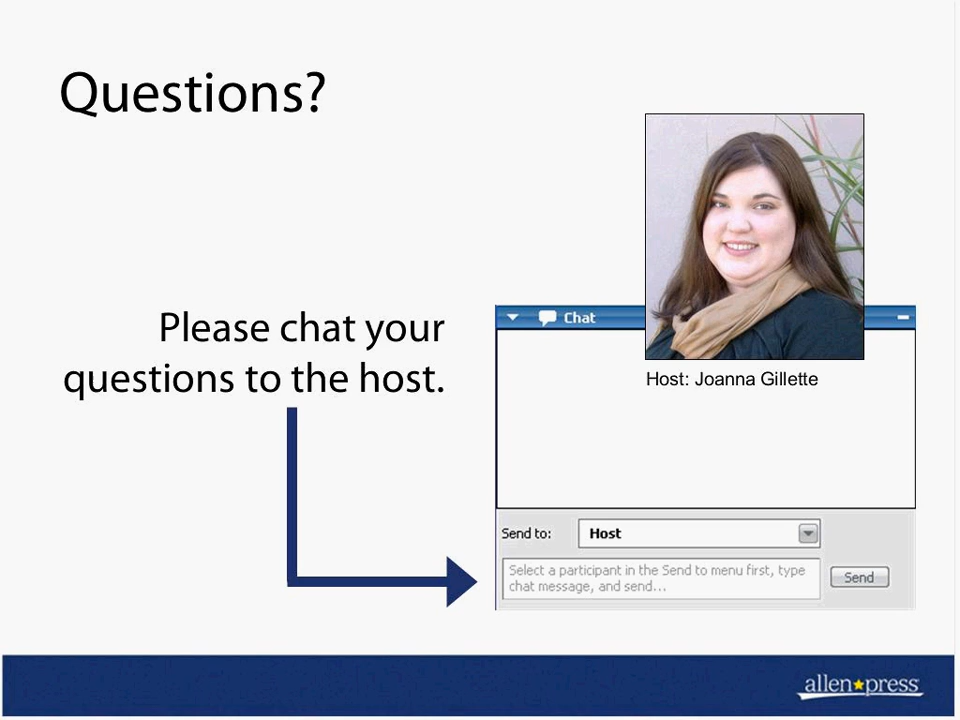 Questions?
Please chat your
questions to the host.
Chat
Host: Joanna Gillette
Send to: Host
Select a participant in the Send to menu first, type
chat message, and send...
Send
allen press